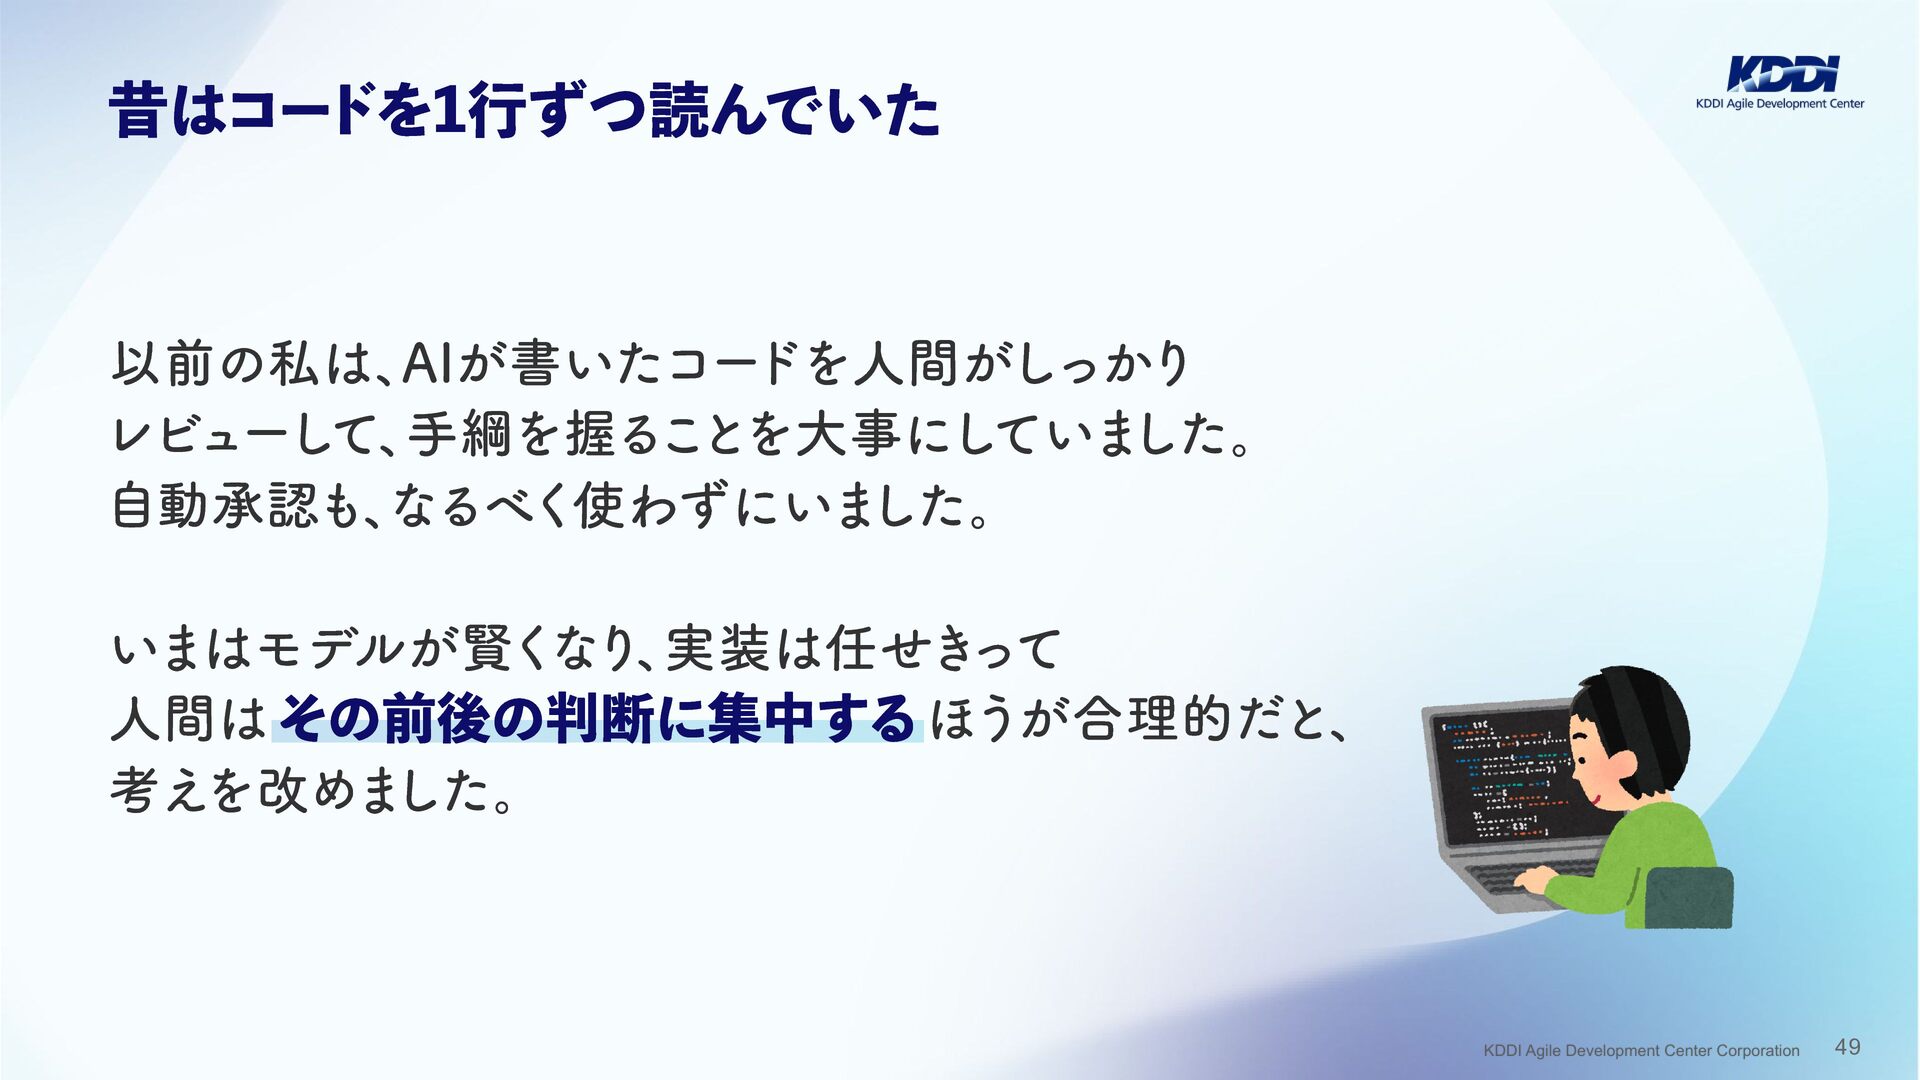 昔はコードを1行ずつ読んでいた
KDDI
KDDI Agile Development Center
以前の私は、AIが書いたコードを人間がしっかり
レビューして、手綱を握ることを大事にしていました。
自動承認も、なるべく使わずにいました。
いまはモデルが賢くなり、実装は任せきって
人間は その前後の判断に集中する ほうが合理的だと、
考えを改めました。
KDDI Agile Development Center Corporation 49